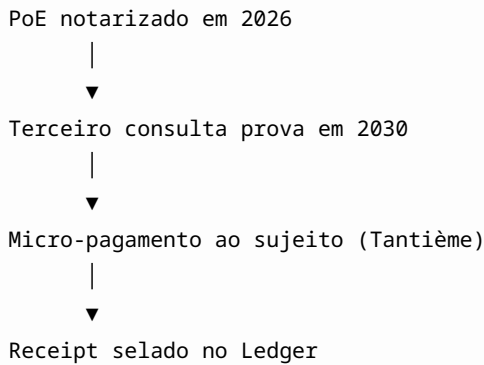 PoE notarizado em 2026
│
▼
Terceiro consulta prova em 2030
│
▼
Micro-pagamento ao sujeito (Tantième)
│
▼
Receipt selado no Ledger